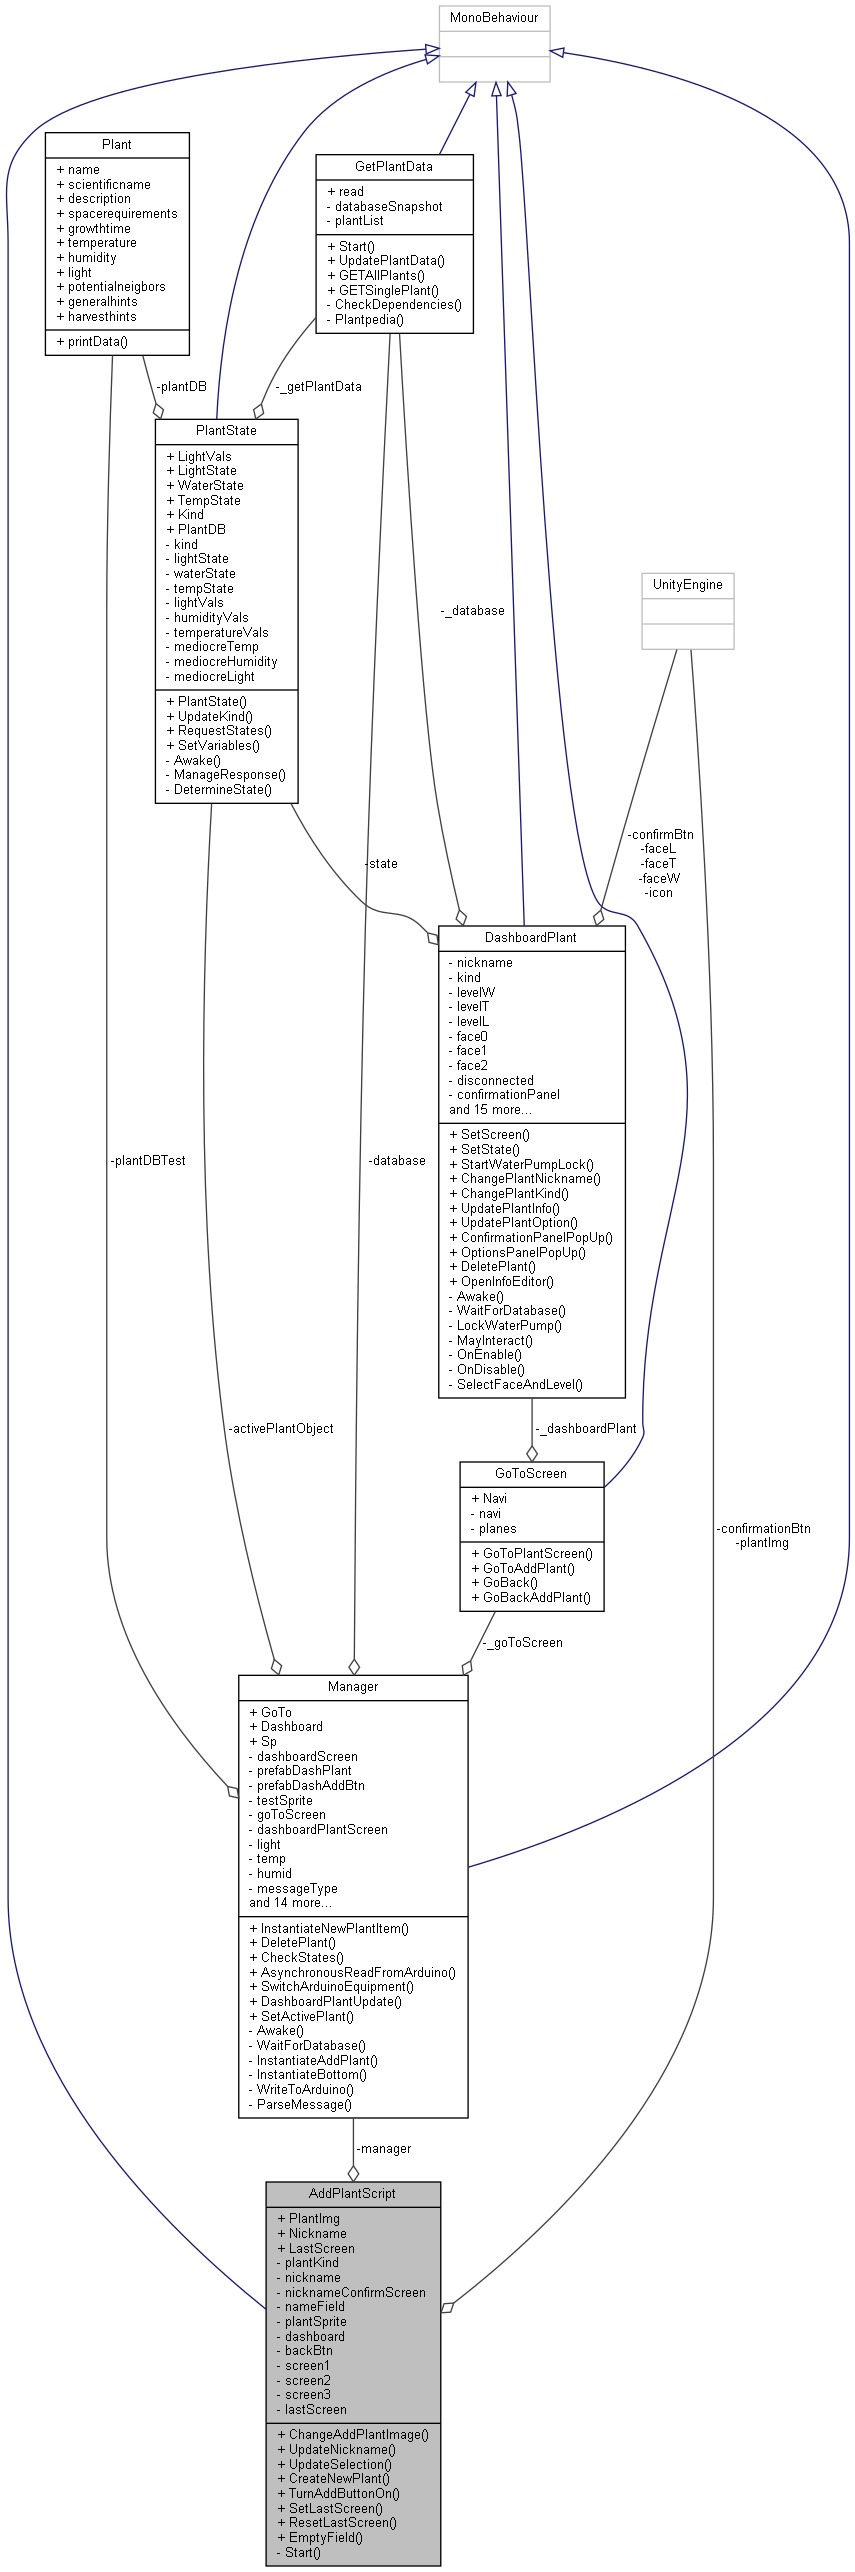 MonoBehaviour
Plant
+ name
+ scientificname
+ description
+ spacerequirements
+ growthtime
+ temperature
+ humidity
+ light
+ potentialneigbors
+ generalhints
+ harvesthints
+ printData()
GetPlantData
+ read
- databaseSnapshot
- plantList
+ Start()
+ UpdatePlantData()
+ GETAllPlants()
+ GETSinglePlant()
- CheckDependencies()
- Plantpedia()
-plantDB
-_getPlantData
PlantState
+ LightVals
+ LightState
+ WaterState
+ TempState
+ Kind
+ PlantDB
- kind
- lightState
- waterState
- tempState
- lightVals
- humidityVals
- temperatureVals
- mediocreTemp
- mediocreHumidity
- mediocreLight
+ PlantState()
+ UpdateKind()
+ RequestStates()
+ SetVariables()
- Awake()
- ManageResponse()
- DetermineState()
UnityEngine
-_database
-state
-confirmBtn
-faceL
-faceT
-faceW
-icon
DashboardPlant
- nickname
- kind
- levelW
- levelT
- levelL
- face0
- face1
- face2
- disconnected
- confirmationPanel
and 15 more...
+ SetScreen()
+ SetState()
+ StartWaterPumpLock()
+ ChangePlantNickname()
+ ChangePlantKind()
+ UpdatePlantInfo()
+ UpdatePlantOption()
+ ConfirmationPanelPopUp()
+ OptionsPanelPopUp()
+ DeletePlant()
+ OpenInfoEditor()
- Awake()
- WaitForDatabase()
- LockWaterPump()
- MayInteract()
- OnEnable()
- OnDisable()
- SelectFaceAndLevel()
-plantDBTest
-database
-activePlantObject
-_dashboardPlant
GoToScreen
+ Navi
- navi
- planes
+ GoToPlantScreen()
+ GoToAddPlant()
+ GoBack()
+ GoBackAddPlant()
-confirmationBtn
-plantImg
-_goToScreen
Manager
+ GoTo
+ Dashboard
+ Sp
- dashboardScreen
- prefabDashPlant
- prefabDashAddBtn
- testSprite
- goToScreen
- dashboardPlantScreen
- light
- temp
- humid
- messageType
and 14 more...
+ InstantiateNewPlantItem()
+ DeletePlant()
+ CheckStates()
+ AsynchronousReadFromArduino()
+ SwitchArduinoEquipment()
+ DashboardPlantUpdate()
+ SetActivePlant()
- Awake()
- WaitForDatabase()
- InstantiateAddPlant()
- InstantiateBottom()
- WriteToArduino()
- ParseMessage()
-manager
AddPlantScript
+ PlantImg
+ Nickname
+ LastScreen
- plantKind
- nickname
- nicknameConfirmScreen
- nameField
- plantSprite
- dashboard
- backBtn
- screen1
- screen2
- screen3
- lastScreen
+ ChangeAddPlantImage()
+ UpdateNickname()
+ UpdateSelection()
+ CreateNewPlant()
+ TurnAddButtonOn()
+ SetLastScreen()
+ ResetLastScreen()
+ EmptyField()
- Start()